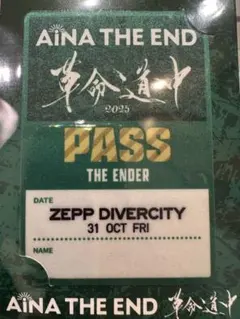 AiNA THE END
革命道中
2025
PASS
THE ENDER
DATE
ZEPP DIVERCITY
31 OCT FRI
NAME
AiNA THE END 革命道中